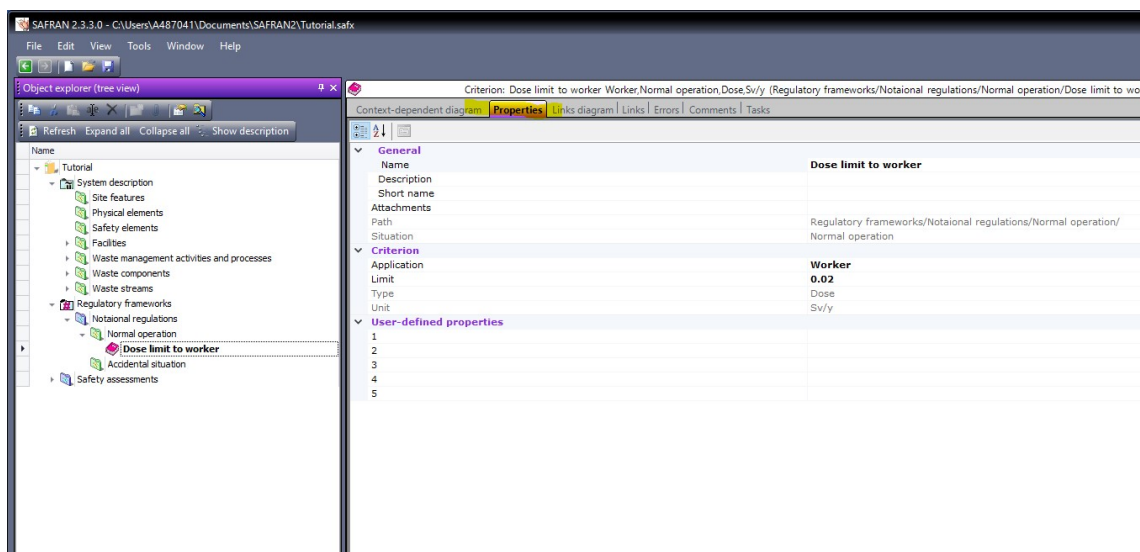 SAFRAN 2.3.3.0 - C:\Users\A487041\Documents\SAFRAN2\Tutorial.safx
File Edit View Tools Window Help
Object explorer (tree view)
Criterion: Dose limit to worker Worker,Normal operation,Dose,Sv/y (Regulatory frameworks/Notaional regulations/Normal operation/Dose limit to wo
Context-dependent diagram Properties Links diagram Links Errors Comments Tasks
Refresh Expand all Collapse all Show description
Name
Tutorial
System description
Site features
Physical elements
Safety elements
Facilities
Waste management activities and processes
Waste components
Waste streams
Regulatory frameworks
Notaional regulations
Normal operation
Dose limit to worker
Accidental situation
Safety assessments
General
Name Dose limit to worker
Description
Short name
Attachments
Path Regulatory frameworks/Notaional regulations/Normal operation/
Situation Normal operation
Criterion
Application Worker
Limit 0.02
Type Dose
Unit Sv/y
User-defined properties
1
2
3
4
5